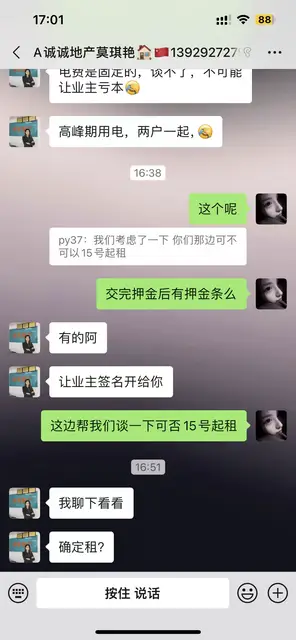 17:01
88
A诚诚地产莫琪艳🏠🇨🇳139292727
电费是固定的，谈不了，不可能
让业主亏本
高峰期用电，两户一起，
16:38
这个呢
py37：我们考虑了一下 你们那边可不
可以15号起租
交完押金后有押金条么
有的阿
让业主签名开给你
这边帮我们谈一下可否15号起租
16:51
我聊下看看
确定租?
按住 说话